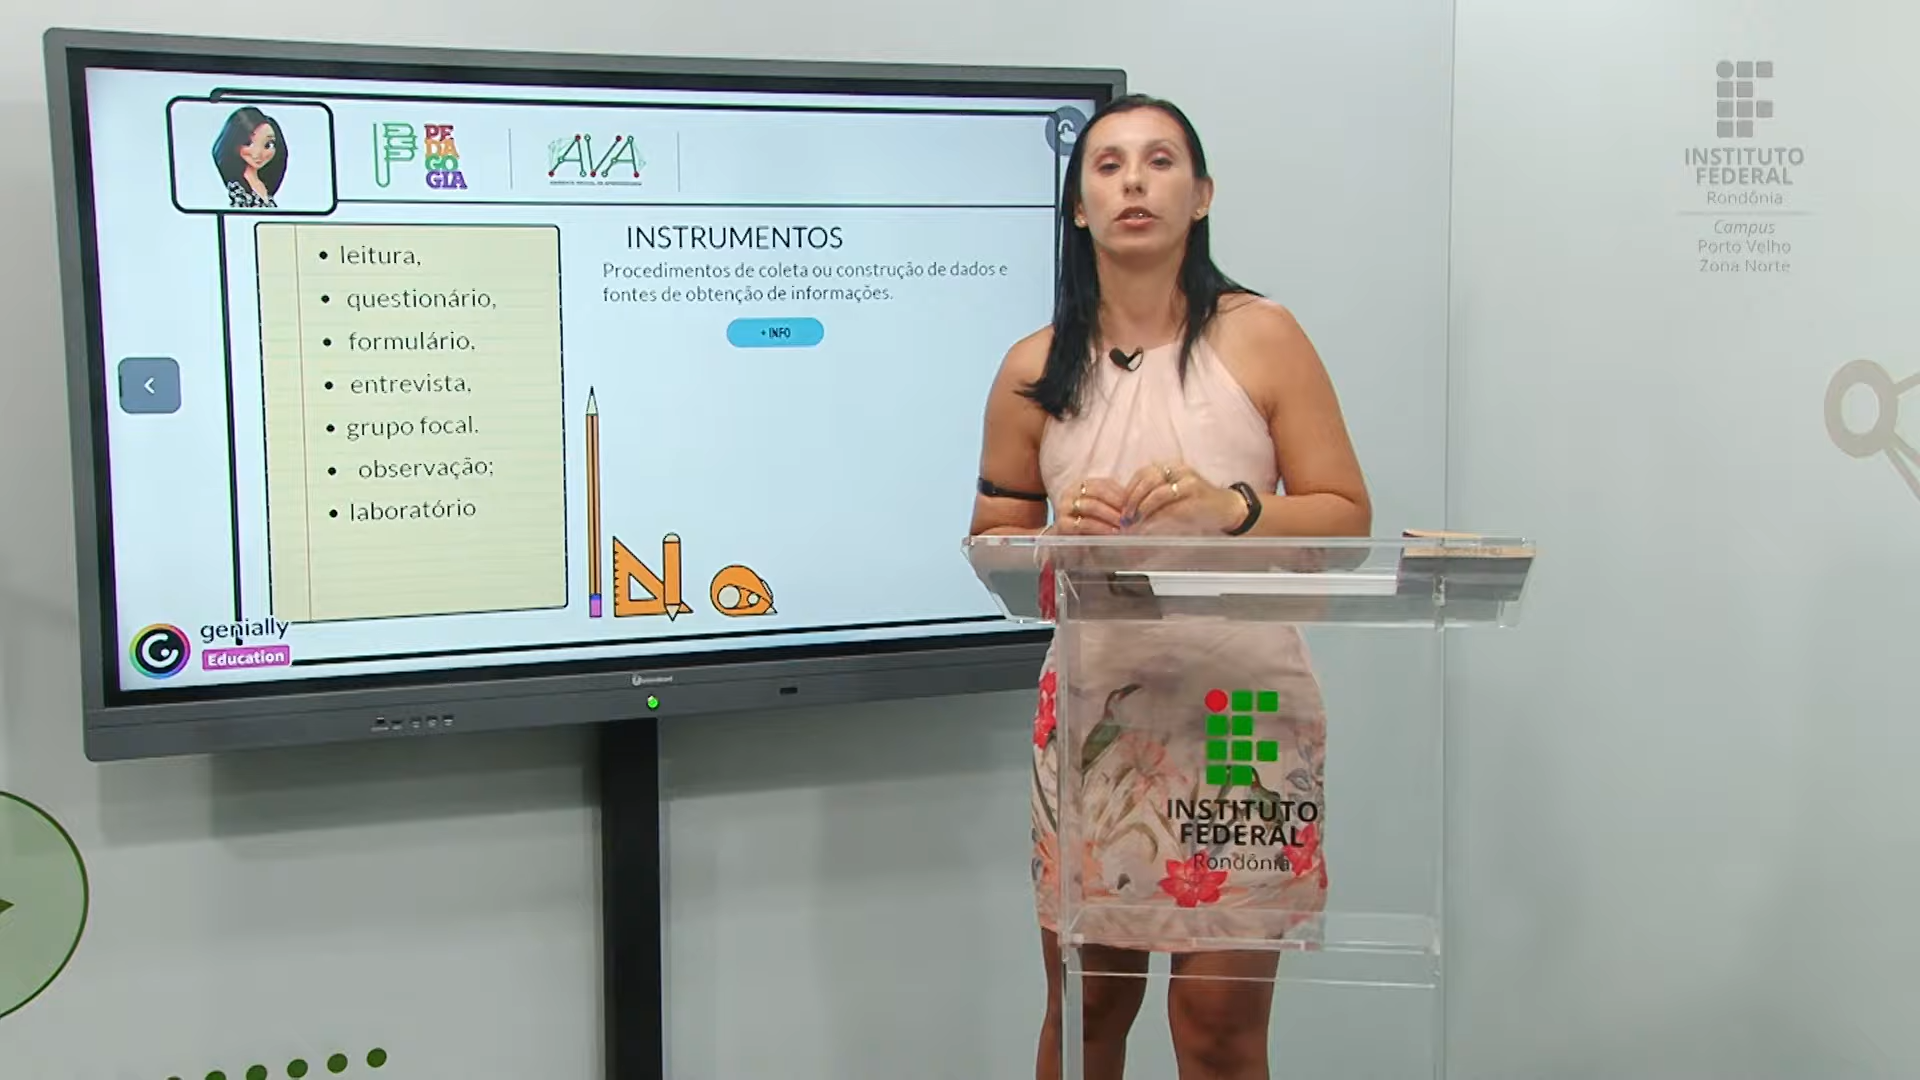 PE
DA
GO
GIA
AVA
leitura,
questionário,
formulário,
entrevista,
grupo focal.
observação;
laboratório
INSTRUMENTOS
Procedimentos de coleta ou construção de dados e
fontes de obtenção de informações.
+ INFO
genially
Education
INSTITUTO
FEDERAL
Rondônia
Campus
Porto Velho
Zona Norte
INSTITUTO
FEDERAL
Rondônia